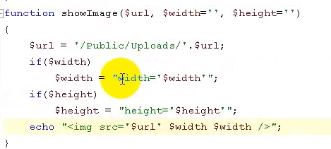 function showImage($url, $width='', $height='')
{
$url = '/Public/Uploads/'.$url;
if($width)
$width = "width='$width'";
if($height)
$height = "height='$height'";
echo "<img src='$url' $width $width />";
}